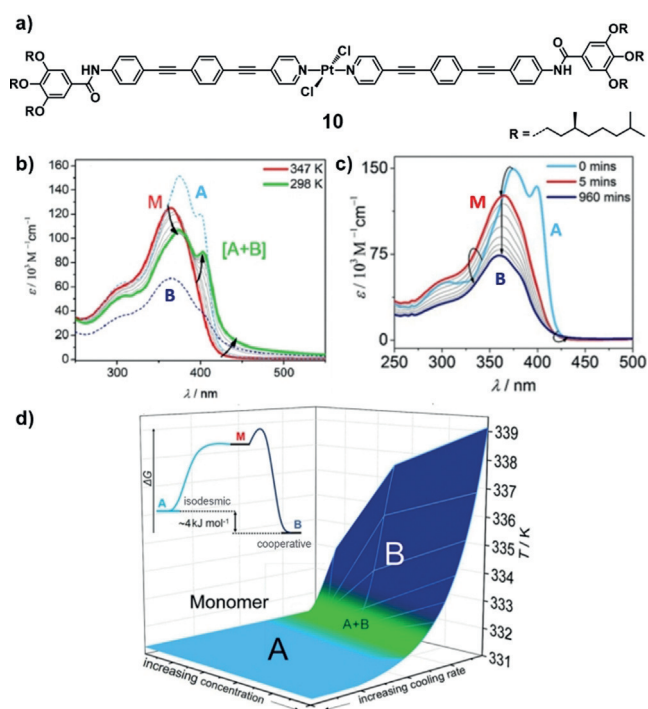 a)
RO
RO
RO
O
HN
N
Pt
Cl
Cl
N
NH
O
OR
OR
OR
10
R =
b)
c)
160
140
120
100
80
60
40
20
0
ε / 10³ M⁻¹cm⁻¹
M
A
347 K
298 K
[A+B]
B
300 400 500
λ / nm
150
75
0
ε / 10³ M⁻¹cm⁻¹
M
0 mins
5 mins
960 mins
A
B
250 300 350 400 450 500
λ / nm
d)
ΔG
A
M
isodesmic
~4 kJ mol⁻¹
B
cooperative
Monomer
A
A+B
B
339
338
337
336
335
334
333
332
331
T / K
increasing concentration
increasing cooling rate